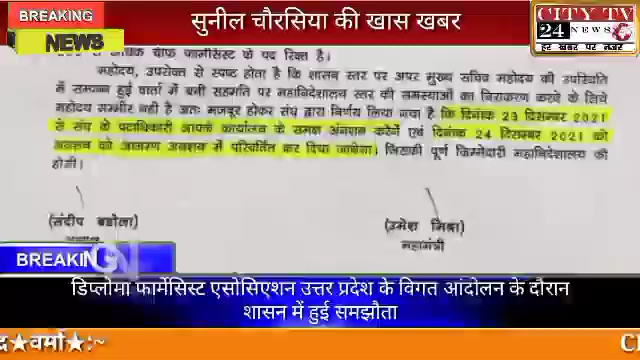 BREAKING
NEWS
सुनील चौरसिया की खास खबर
CITY TV
24 NEWS
हर खबर पर नजर
चीफ फार्मासिस्ट के पद रिक्त है।
महोदय, उपरोक्त से स्पष्ट होता है कि शासन स्तर पर अपर मुख्य सचिव महोदय की उपस्थिति
में सम्पन्न हुई वार्ता में बनी सहमति पर महानिदेशालय स्तर की समस्याओं का निराकरण करने के लिये
महोदय गम्भीर नहीं है अतः मजबूर होकर संघ द्वारा निर्णय लिया गया है कि दिनांक 23 दिसम्बर 2021
से संघ के पदाधिकारी आपके कार्यालय के समक्ष अनशन करेंगे एवं दिनांक 24 दिसम्बर 2021 को
अनशन को आमरण अनशन में परिवर्तित कर दिया जायेगा। जिसकी पूर्ण जिम्मेदारी महानिदेशालय की
होगी।
(संदीप बडोला)
(उमेश मिश्रा)
महामंत्री
BREAKIN
डिप्लोमा फार्मेसिस्ट एसोसिएशन उत्तर प्रदेश के विगत आंदोलन के दौरान
शासन में हुई समझौता
★वर्मा★:~